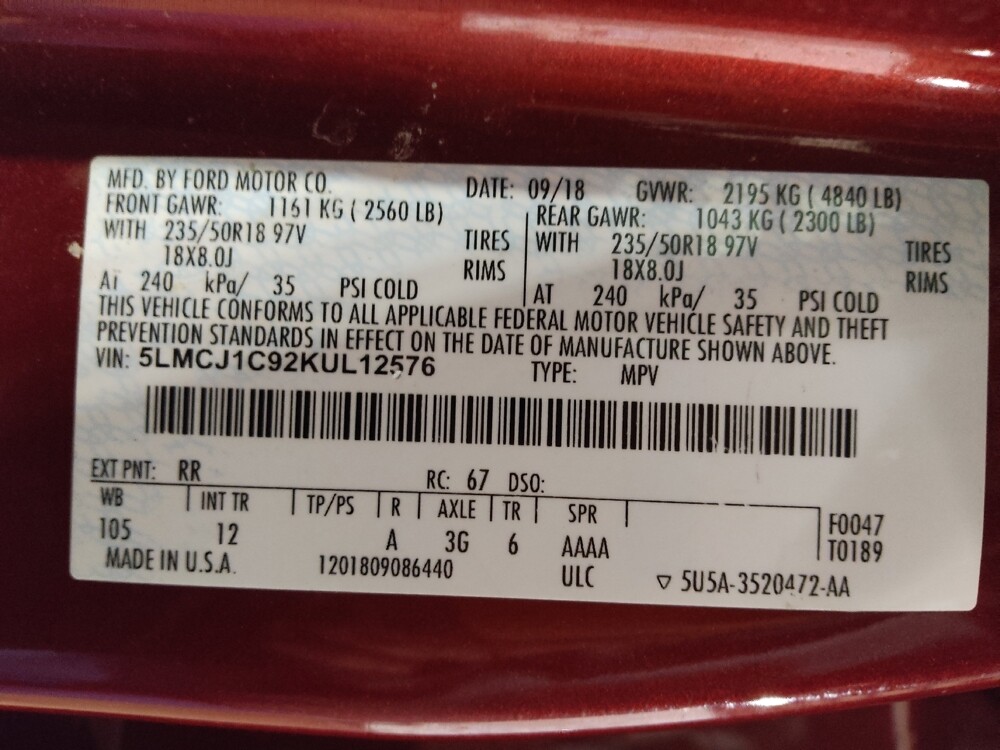 MFD. BY FORD MOTOR CO. DATE: 09/18 GVWR: 2195 KG ( 4840 LB)
FRONT GAWR: 1161 KG ( 2560 LB) REAR GAWR: 1043 KG ( 2300 LB)
WITH 235/50R18 97V TIRES WITH 235/50R18 97V TIRES
18X8.0J RIMS 18X8.0J RIMS
AT 240 kPa/ 35 PSI COLD AT 240 kPa/ 35 PSI COLD
THIS VEHICLE CONFORMS TO ALL APPLICABLE FEDERAL MOTOR VEHICLE SAFETY AND THEFT
PREVENTION STANDARDS IN EFFECT ON THE DATE OF MANUFACTURE SHOWN ABOVE.
VIN: 5LMCJ1C92KUL12576 TYPE: MPV
EXT PNT: RR RC: 67 DSO:
WB INT TR TP/PS R AXLE TR SPR F0047
105 12 A 3G 6 AAAA T0189
MADE IN U.S.A. 1201809086440 ULC ▽ 5U5A-3520472-AA